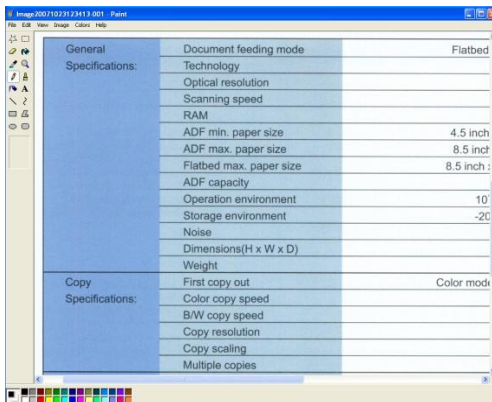 Image20071023123413-001 - Paint
File Edit View Image Colors Help
General Document feeding mode Flatbed
Specifications: Technology
Optical resolution
Scanning speed
RAM
ADF min. paper size 4.5 inch
ADF max. paper size 8.5 inch
Flatbed max. paper size 8.5 inch
ADF capacity
Operation environment 10
Storage environment -20
Noise
Dimensions(H x W x D)
Weight
Copy First copy out Color mode
Specifications: Color copy speed
B/W copy speed
Copy resolution
Copy scaling
Multiple copies